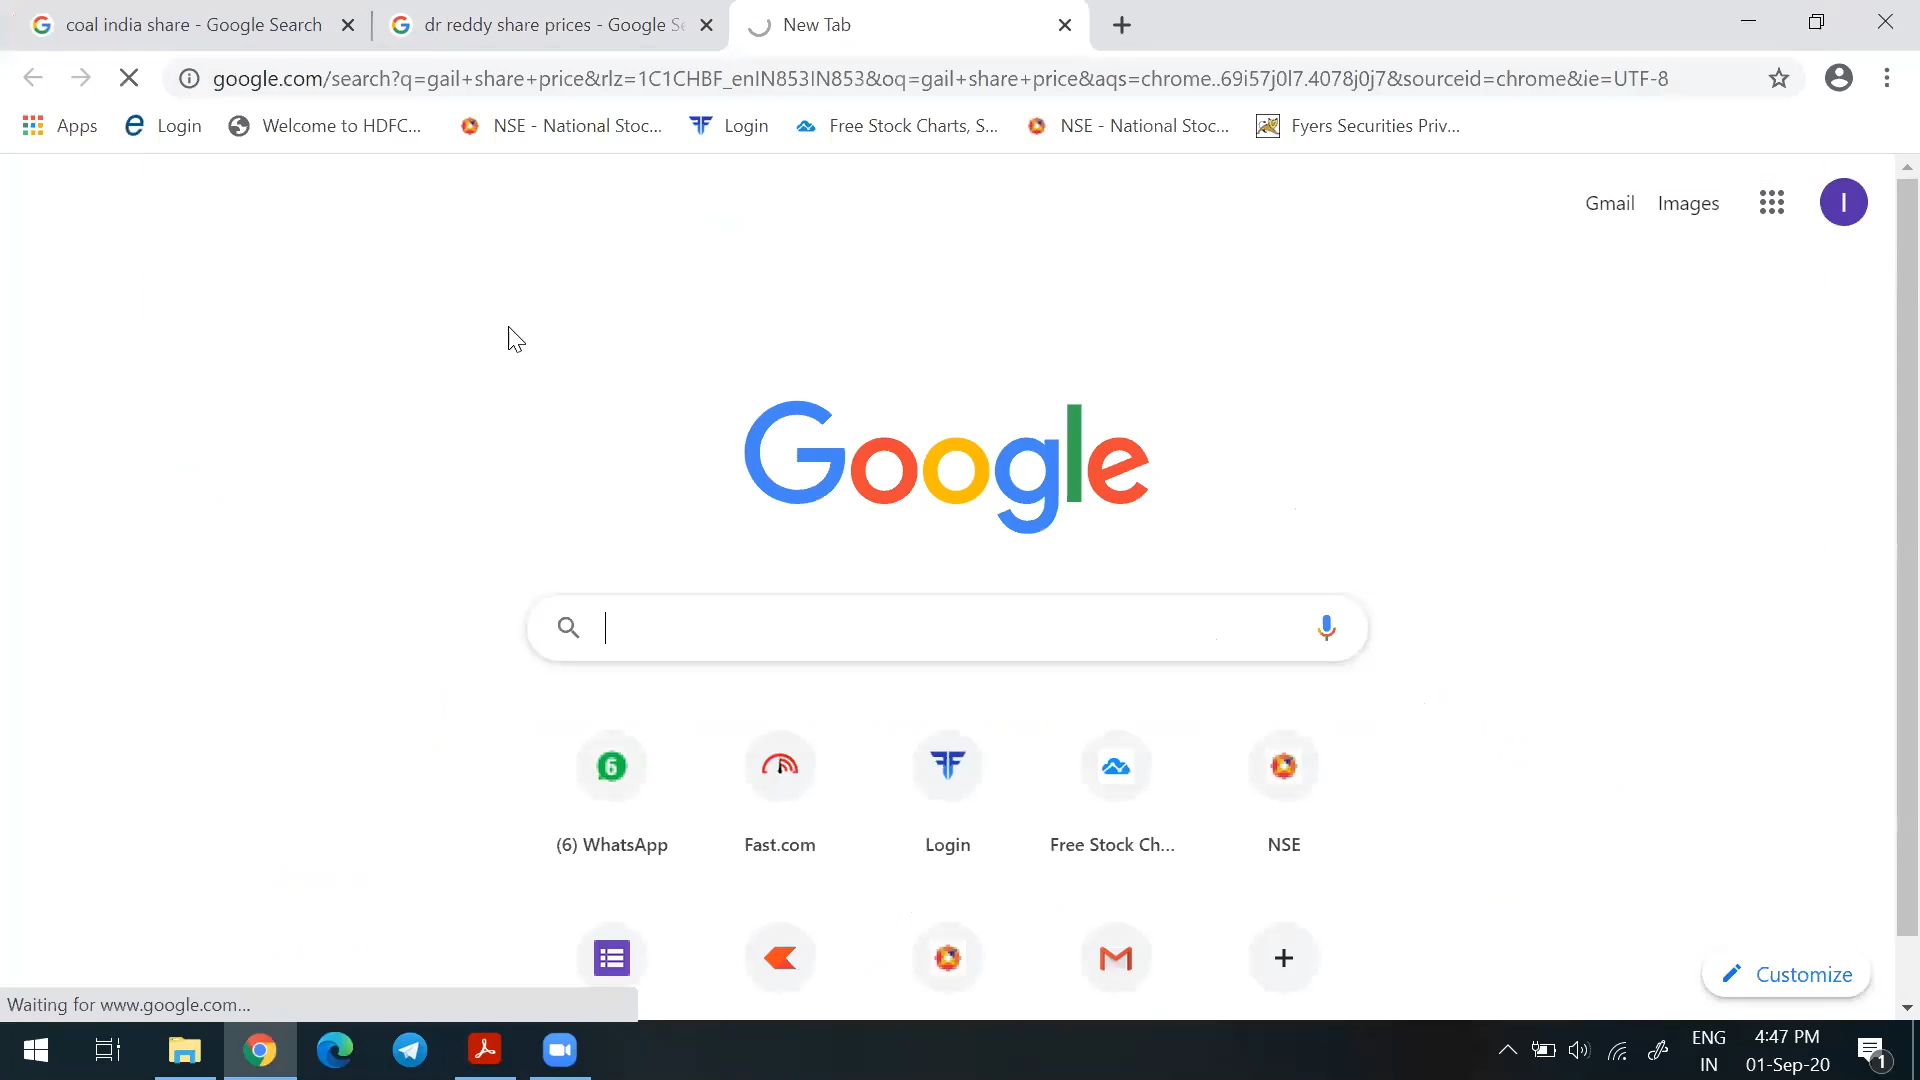 coal india share - Google Search
dr reddy share prices - Google Se
New Tab
google.com/search?q=gail+share+price&rlz=1C1CHBF_enIN853IN853&oq=gail+share+price&aqs=chrome..69i57j0l7.4078j0j7&sourceid=chrome&ie=UTF-8
Apps Login Welcome to HDFC... NSE - National Stoc... Login Free Stock Charts, S... NSE - National Stoc... Fyers Securities Priv...
Gmail Images I
Google
6
(6) WhatsApp Fast.com Login Free Stock Ch... NSE
Customize
Waiting for www.google.com...
ENG 4:47 PM
IN 01-Sep-20 1